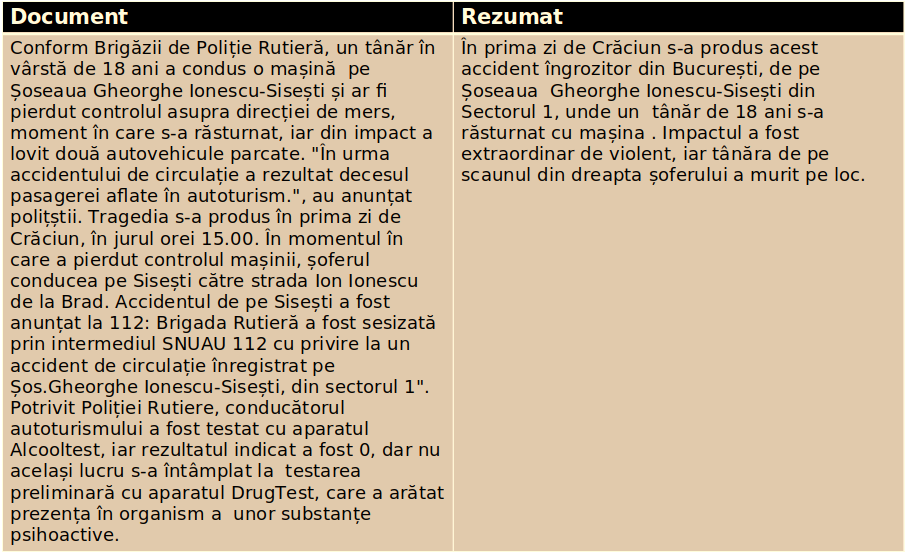 Document
Conform Brigăzii de Poliție Rutieră, un tânăr în
vârstă de 18 ani a condus o mașină  pe
Șoseaua Gheorghe Ionescu-Sisești și ar fi
pierdut controlul asupra direcției de mers,
moment în care s-a răsturnat, iar din impact a
lovit două autovehicule parcate. "În urma
accidentului de circulație a rezultat decesul
pasagerei aflate în autoturism.", au anunțat
polițștii. Tragedia s-a produs în prima zi de
Crăciun, în jurul orei 15.00. În momentul în
care a pierdut controlul mașinii, șoferul
conducea pe Sisești către strada Ion Ionescu
de la Brad. Accidentul de pe Sisești a fost
anunțat la 112: Brigada Rutieră a fost sesizată
prin intermediul SNUAU 112 cu privire la un
accident de circulație înregistrat pe
Șos.Gheorghe Ionescu-Sisești, din sectorul 1".
Potrivit Poliției Rutiere, conducătorul
autoturismului a fost testat cu aparatul
Alcooltest, iar rezultatul indicat a fost 0, dar nu
același lucru s-a întâmplat la  testarea
preliminară cu aparatul DrugTest, care a arătat
prezența în organism a  unor substanțe
psihoactive.
Rezumat
În prima zi de Crăciun s-a produs acest
accident îngrozitor din București, de pe
Șoseaua  Gheorghe Ionescu-Sisești din
Sectorul 1, unde un  tânăr de 18 ani s-a
răsturnat cu mașina . Impactul a fost
extraordinar de violent, iar tânăra de pe
scaunul din dreapta șoferului a murit pe loc.